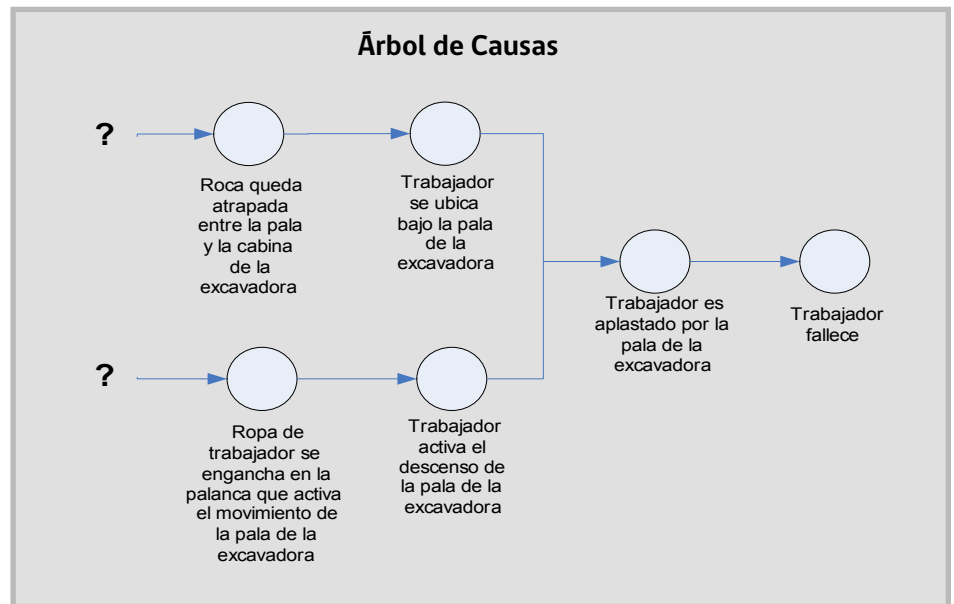 Árbol de Causas
?
Roca queda
atrapada
entre la pala
y la cabina
de la
excavadora
Trabajador
se ubica
bajo la pala
de la
excavadora
Trabajador es
aplastado por la
pala de la
excavadora
Trabajador
fallece
?
Ropa de
trabajador se
engancha en la
palanca que activa
el movimiento de
la pala de la
excavadora
Trabajador
activa el
descenso de
la pala de la
excavadora